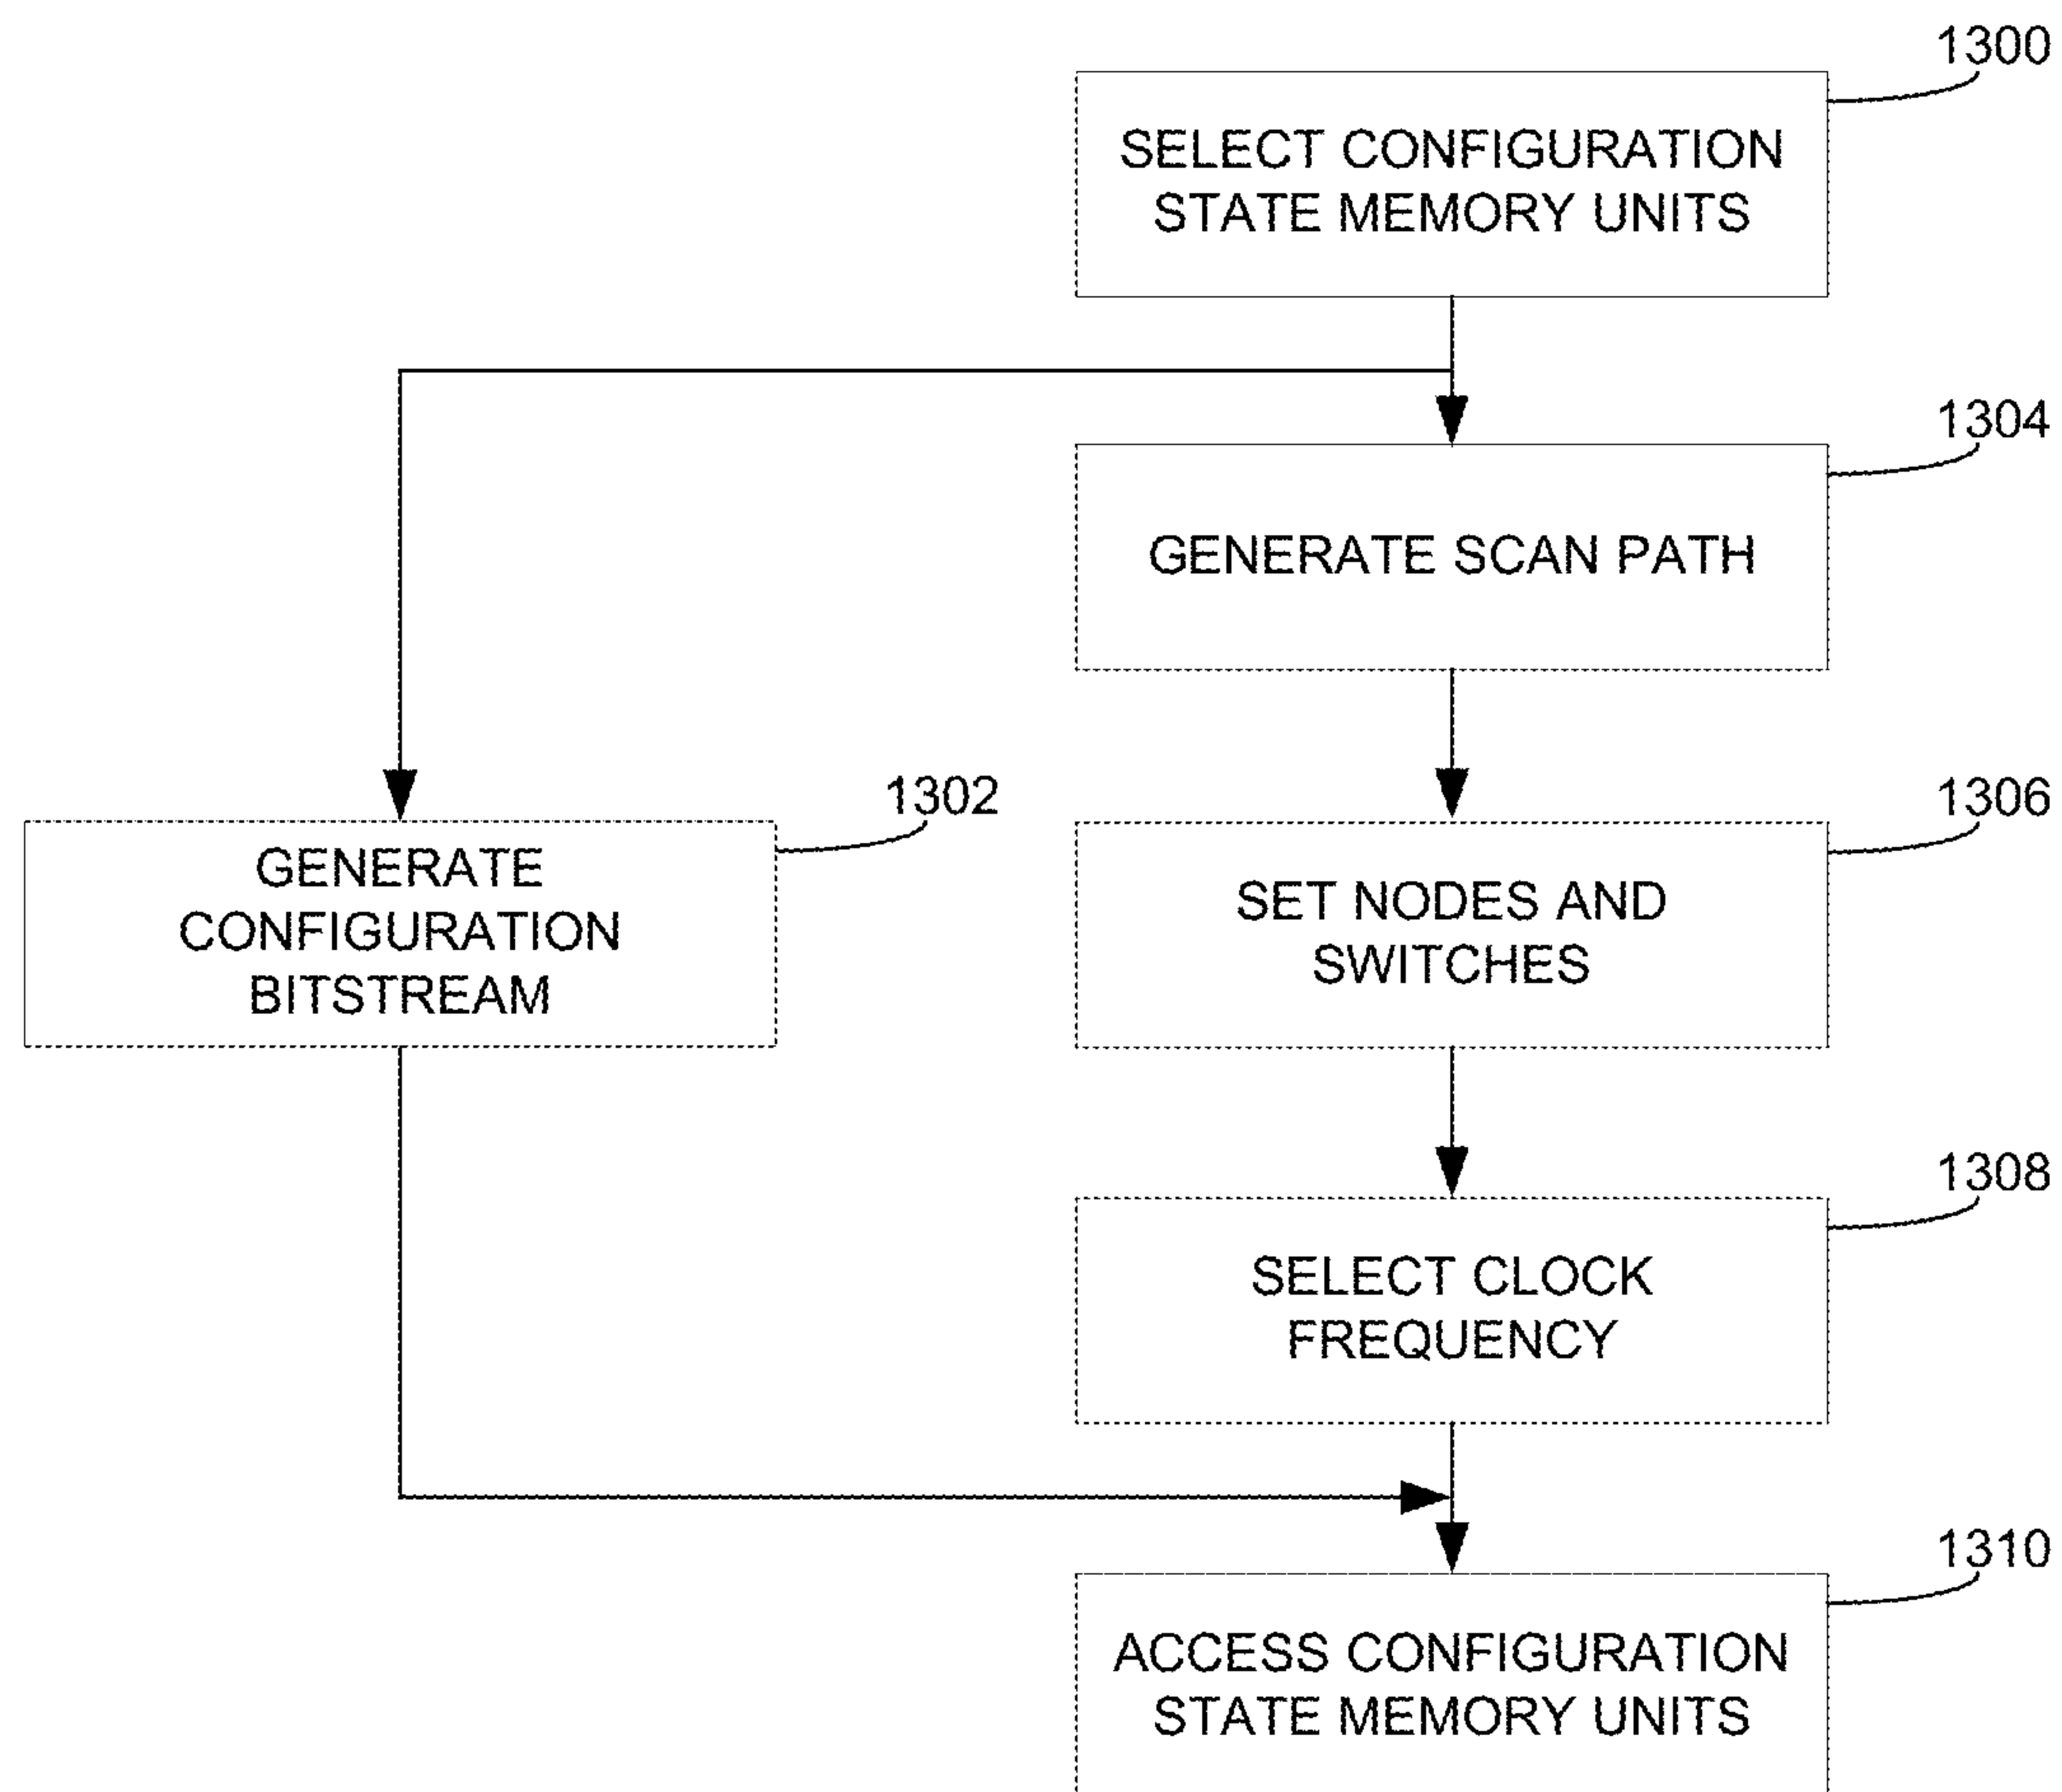 1300
SELECT CONFIGURATION
STATE MEMORY UNITS
1304
GENERATE SCAN PATH
1302
GENERATE
CONFIGURATION
BITSTREAM
1306
SET NODES AND
SWITCHES
1308
SELECT CLOCK
FREQUENCY
1310
ACCESS CONFIGURATION
STATE MEMORY UNITS